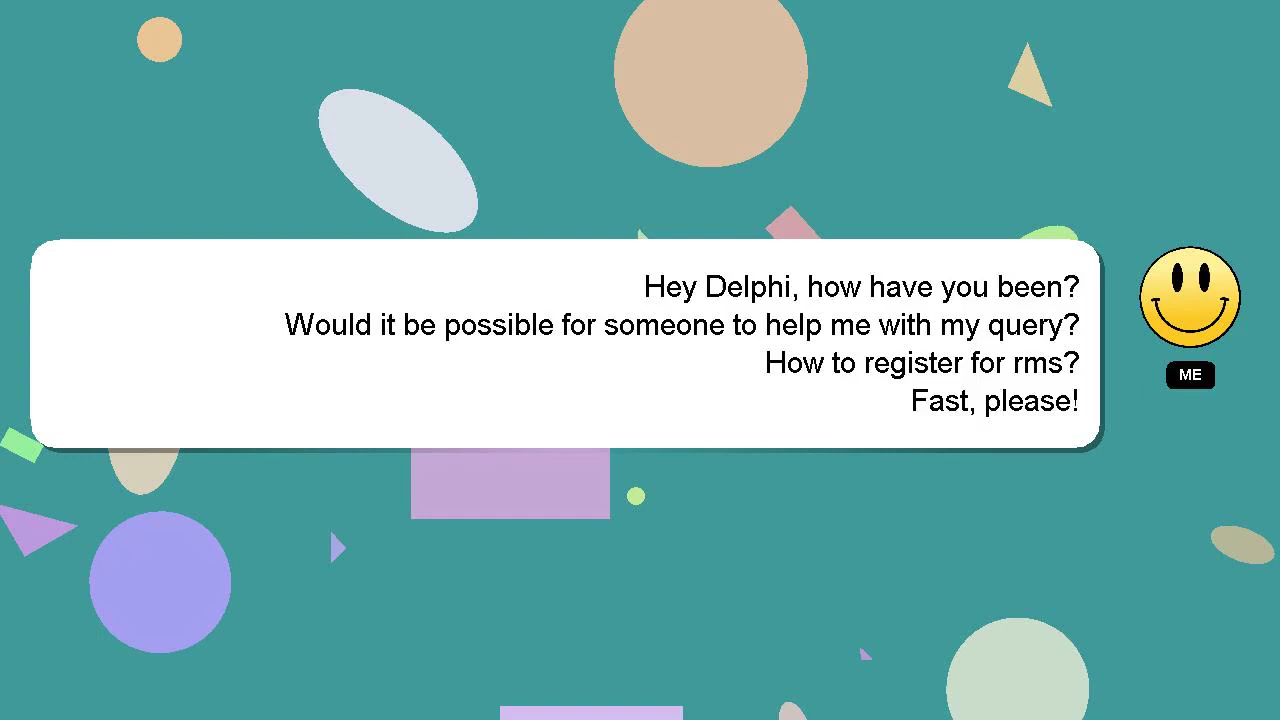 Hey Delphi, how have you been?
Would it be possible for someone to help me with my query?
How to register for rms?
Fast, please!
ME